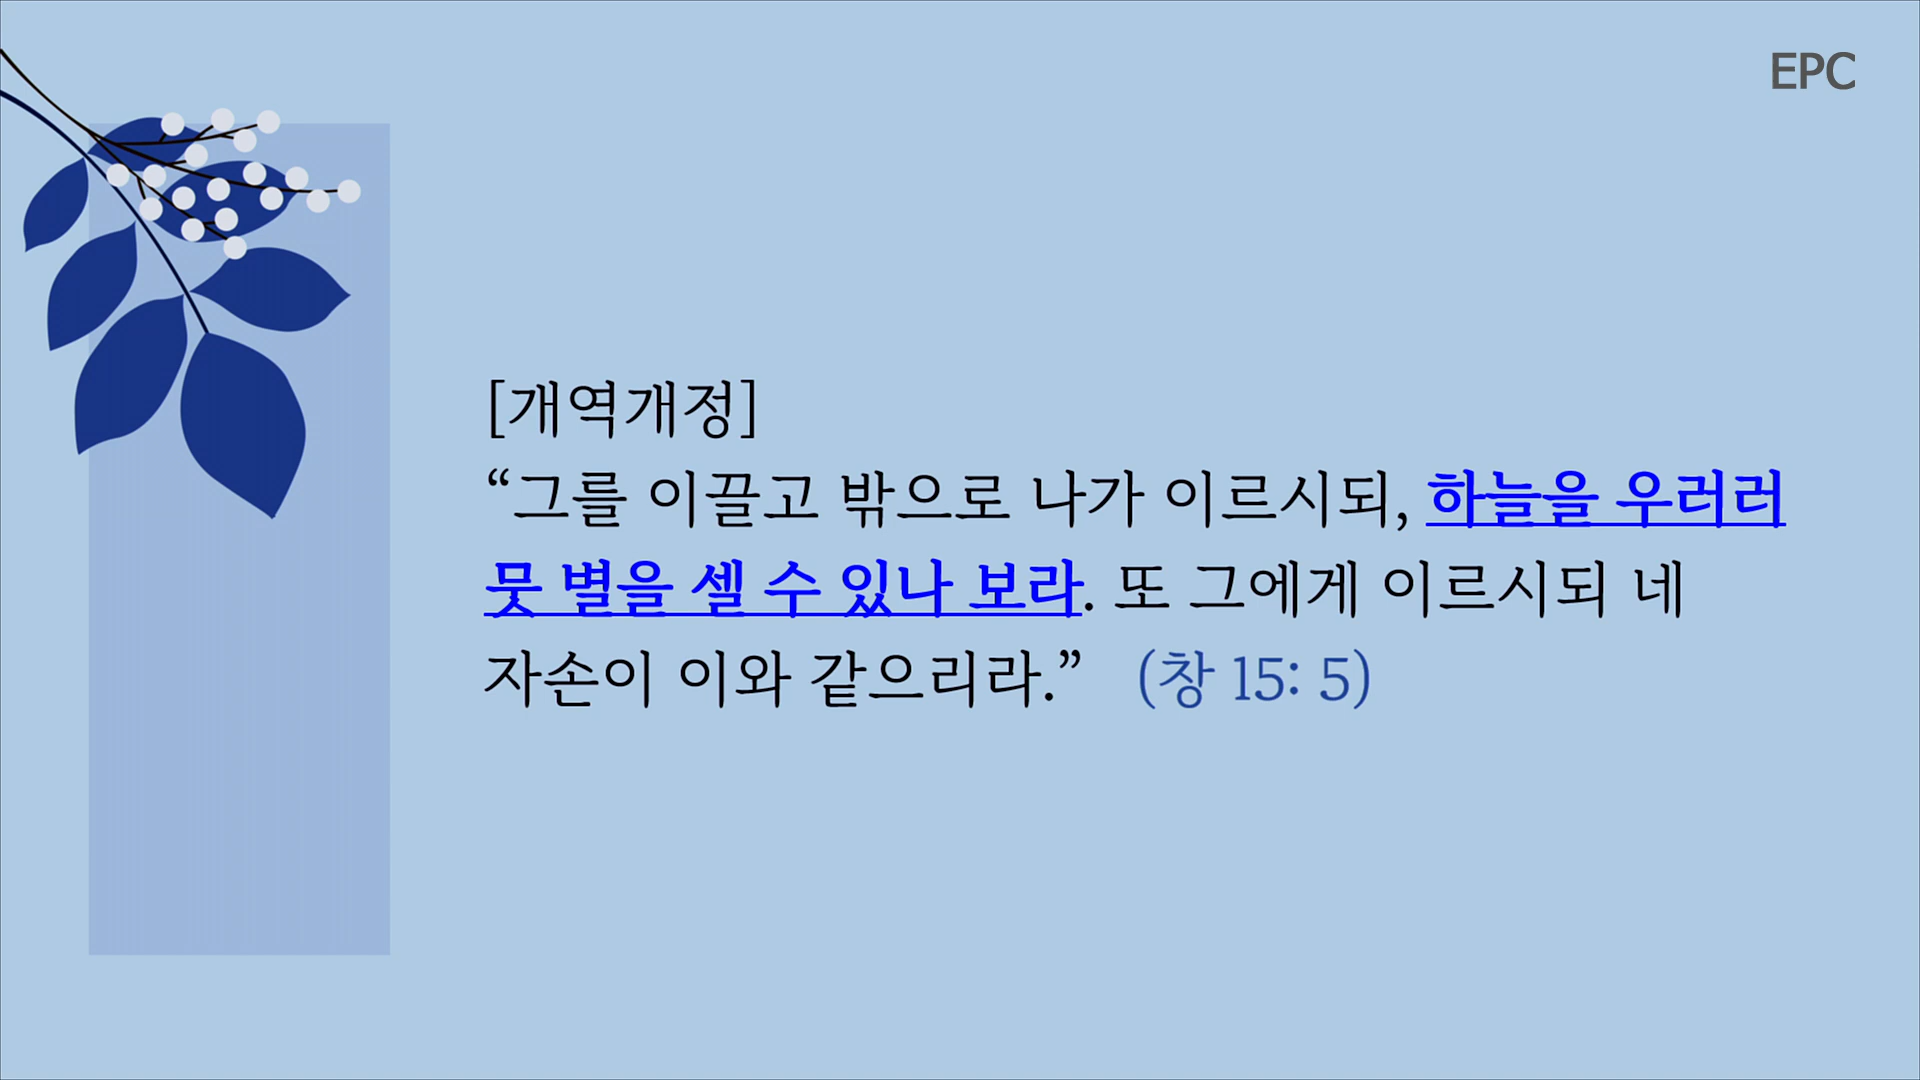 EPC
[개역개정]
“그를 이끌고 밖으로 나가 이르시되, 하늘을 우러러
뭇 별을 셀 수 있나 보라. 또 그에게 이르시되 네
자손이 이와 같으리라.” (창 15: 5)